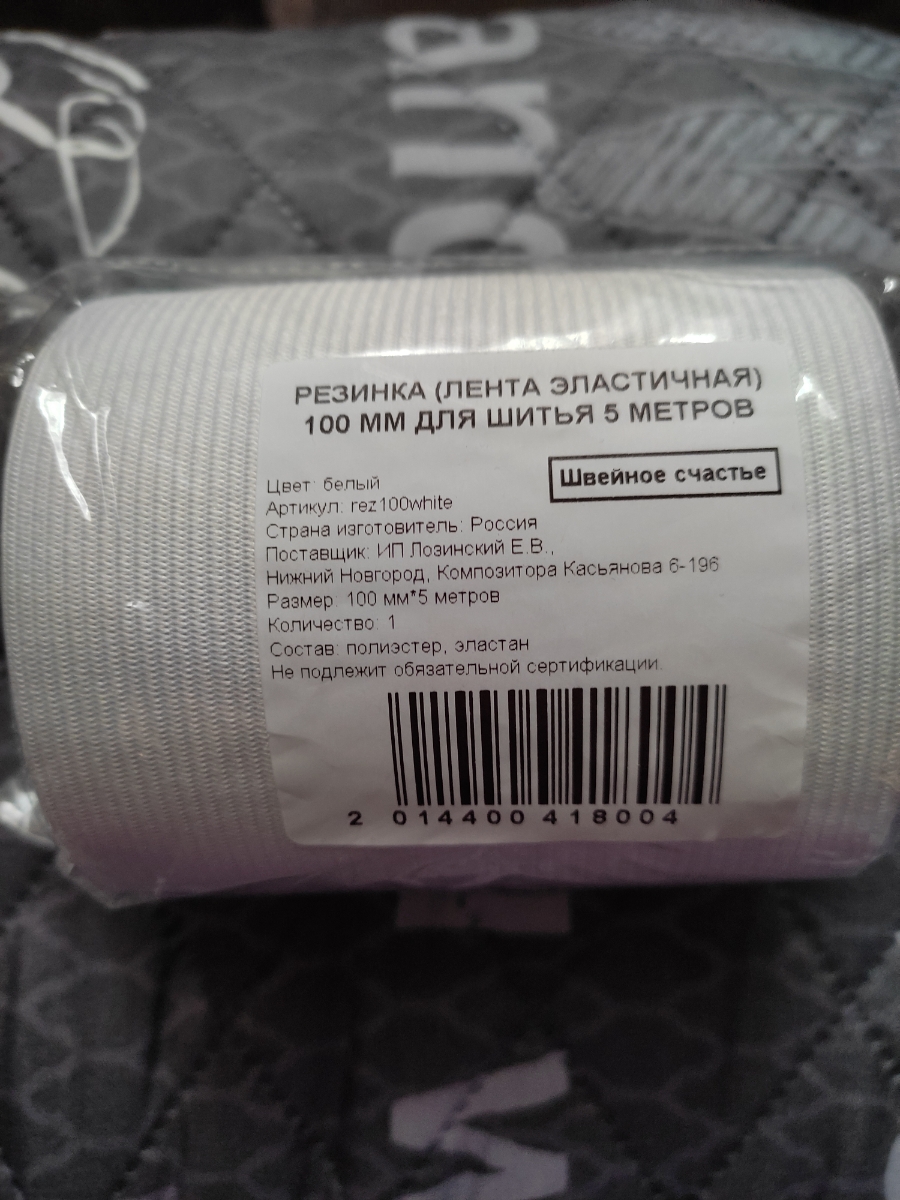 РЕЗИНКА (ЛЕНТА ЭЛАСТИЧНАЯ)
100 ММ ДЛЯ ШИТЬЯ 5 МЕТРОВ
Швейное счастье
Цвет: белый
Артикул: rez100white
Страна изготовитель: Россия
Поставщик: ИП Лозинский Е.В.,
Нижний Новгород, Композитора Касьянова 6-196
Размер: 100 мм*5 метров
Количество: 1
Состав: полиэстер, эластан
Не подлежит обязательной сертификации.
2 014400 418004